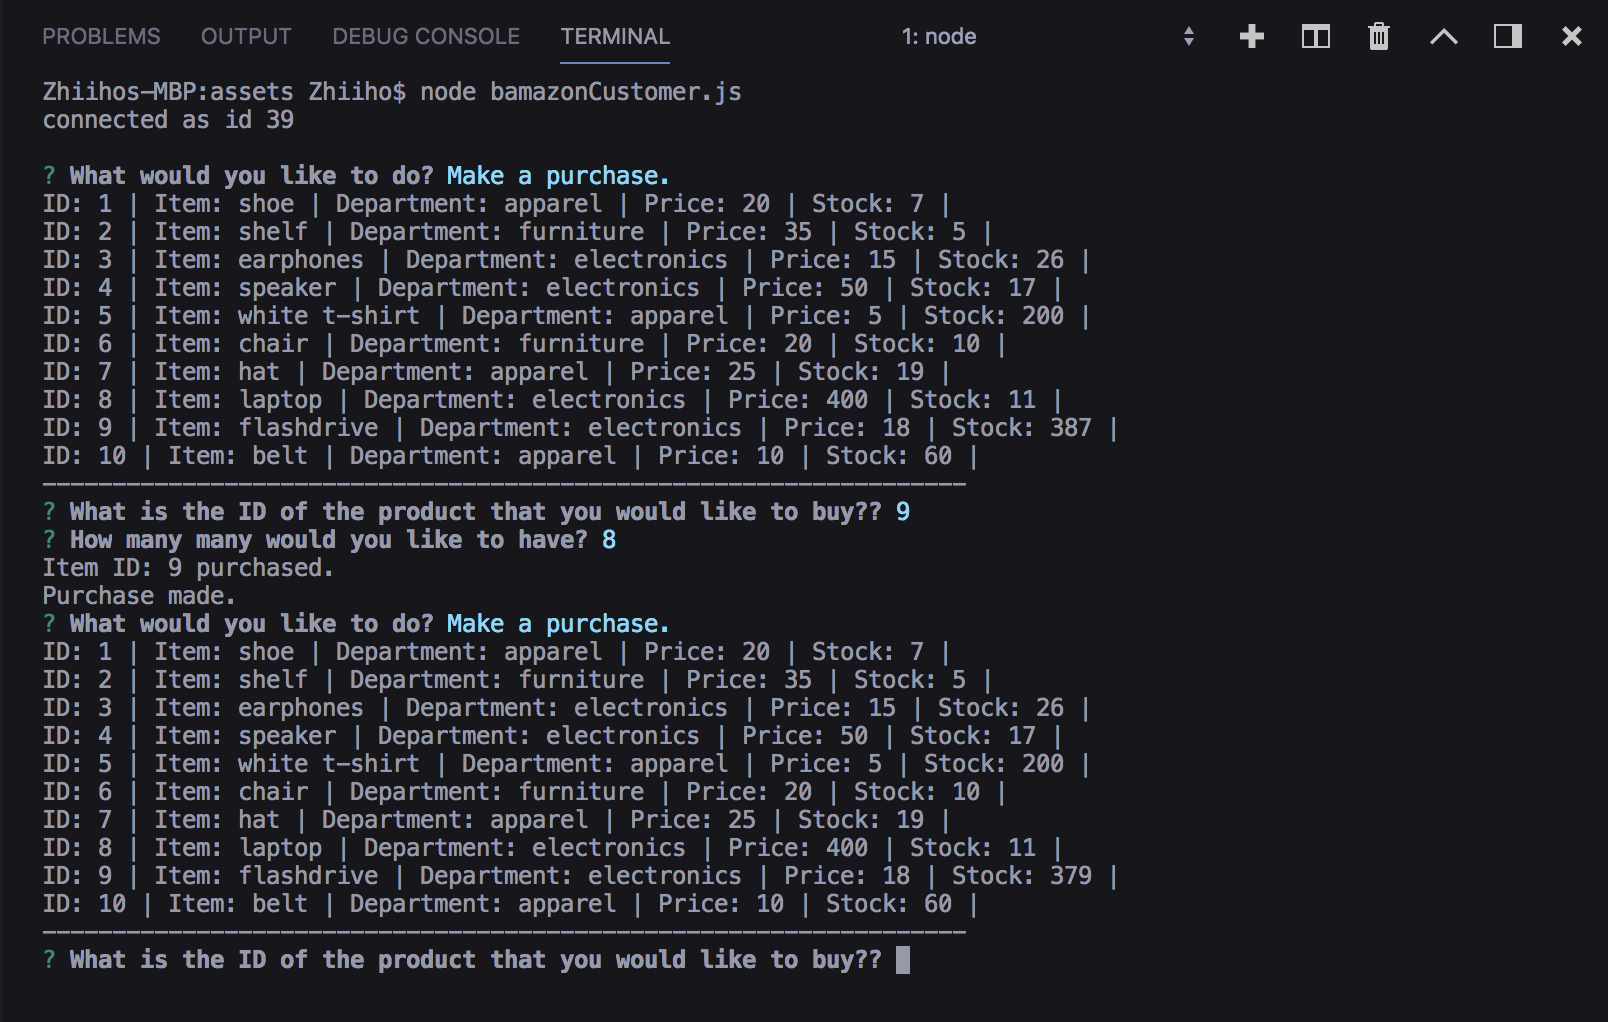 PROBLEMS OUTPUT DEBUG CONSOLE TERMINAL 1: node
Zhiihos-MBP:assets Zhiiho$ node bamazonCustomer.js
connected as id 39
? What would you like to do? Make a purchase.
ID: 1 | Item: shoe | Department: apparel | Price: 20 | Stock: 7 |
ID: 2 | Item: shelf | Department: furniture | Price: 35 | Stock: 5 |
ID: 3 | Item: earphones | Department: electronics | Price: 15 | Stock: 26 |
ID: 4 | Item: speaker | Department: electronics | Price: 50 | Stock: 17 |
ID: 5 | Item: white t-shirt | Department: apparel | Price: 5 | Stock: 200 |
ID: 6 | Item: chair | Department: furniture | Price: 20 | Stock: 10 |
ID: 7 | Item: hat | Department: apparel | Price: 25 | Stock: 19 |
ID: 8 | Item: laptop | Department: electronics | Price: 400 | Stock: 11 |
ID: 9 | Item: flashdrive | Department: electronics | Price: 18 | Stock: 387 |
ID: 10 | Item: belt | Department: apparel | Price: 10 | Stock: 60 |
------------------------------------------------------------------
? What is the ID of the product that you would like to buy?? 9
? How many many would you like to have? 8
Item ID: 9 purchased.
Purchase made.
? What would you like to do? Make a purchase.
ID: 1 | Item: shoe | Department: apparel | Price: 20 | Stock: 7 |
ID: 2 | Item: shelf | Department: furniture | Price: 35 | Stock: 5 |
ID: 3 | Item: earphones | Department: electronics | Price: 15 | Stock: 26 |
ID: 4 | Item: speaker | Department: electronics | Price: 50 | Stock: 17 |
ID: 5 | Item: white t-shirt | Department: apparel | Price: 5 | Stock: 200 |
ID: 6 | Item: chair | Department: furniture | Price: 20 | Stock: 10 |
ID: 7 | Item: hat | Department: apparel | Price: 25 | Stock: 19 |
ID: 8 | Item: laptop | Department: electronics | Price: 400 | Stock: 11 |
ID: 9 | Item: flashdrive | Department: electronics | Price: 18 | Stock: 379 |
ID: 10 | Item: belt | Department: apparel | Price: 10 | Stock: 60 |
------------------------------------------------------------------
? What is the ID of the product that you would like to buy??